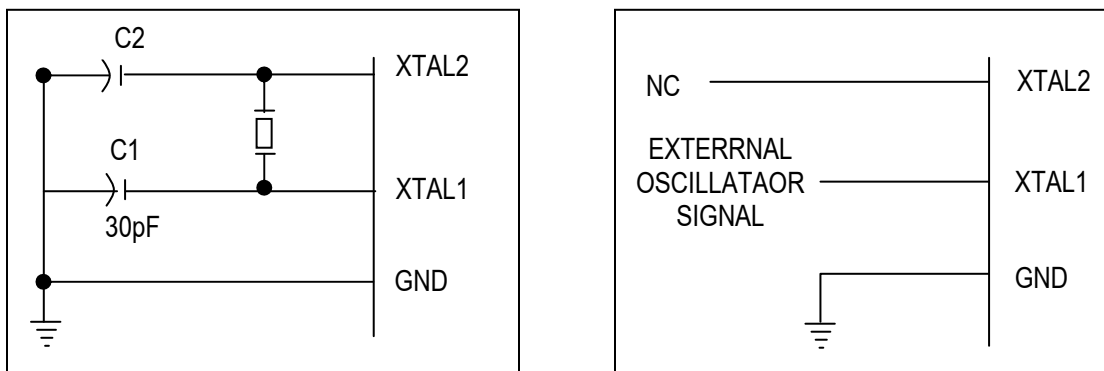 C2
XTAL2
C1
XTAL1
30pF
GND
NC
XTAL2
EXTERRNAL
OSCILLATAOR
SIGNAL
XTAL1
GND